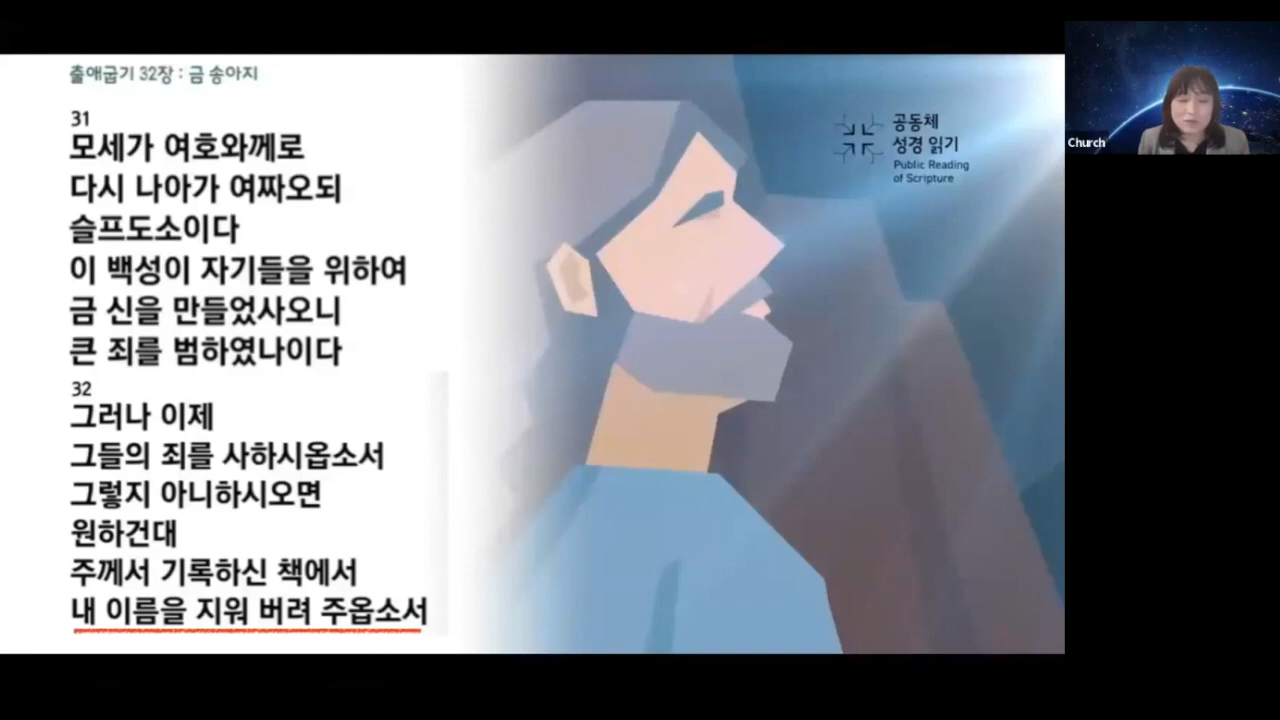 출애굽기 32장 : 금 송아지
31
모세가 여호와께로
다시 나아가 여짜오되
슬프도소이다
이 백성이 자기들을 위하여
금 신을 만들었사오니
큰 죄를 범하였나이다
32
그러나 이제
그들의 죄를 사하시옵소서
그렇지 아니하시오면
원하건대
주께서 기록하신 책에서
내 이름을 지워 버려 주옵소서
공동체
성경 읽기
Public Reading
of Scripture
Church